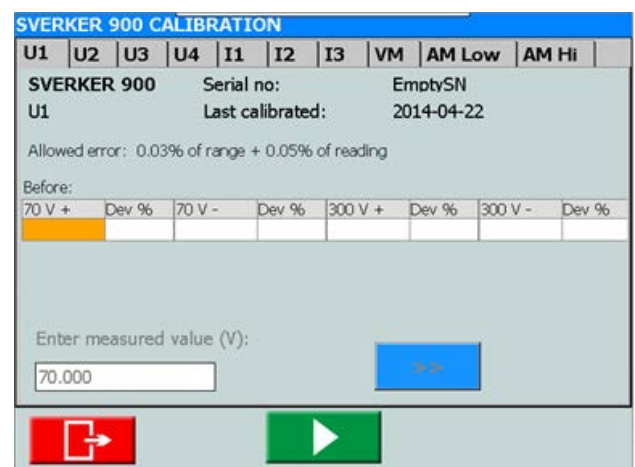 SVERKER 900 CALIBRATION
U1 U2 U3 U4 I1 I2 I3 VM AM Low AM Hi
SVERKER 900 Serial no: EmptySN
U1 Last calibrated: 2014-04-22
Allowed error: 0.03% of range + 0.05% of reading
Before:
70 V + Dev % 70 V - Dev % 300 V + Dev % 300 V - Dev %
Enter measured value (V):
70.000 >>